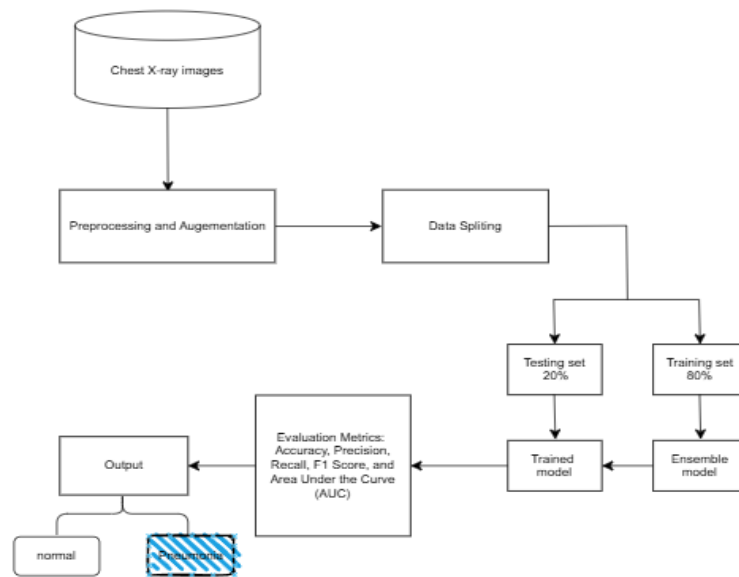 Chest X-ray images
Preprocessing and Augementation
Data Spliting
Testing set
20%
Training set
80%
Evaluation Metrics:
Accuracy, Precision,
Recall, F1 Score, and
Area Under the Curve
(AUC)
Output
Trained
model
Ensemble
model
normal
Pneumonia